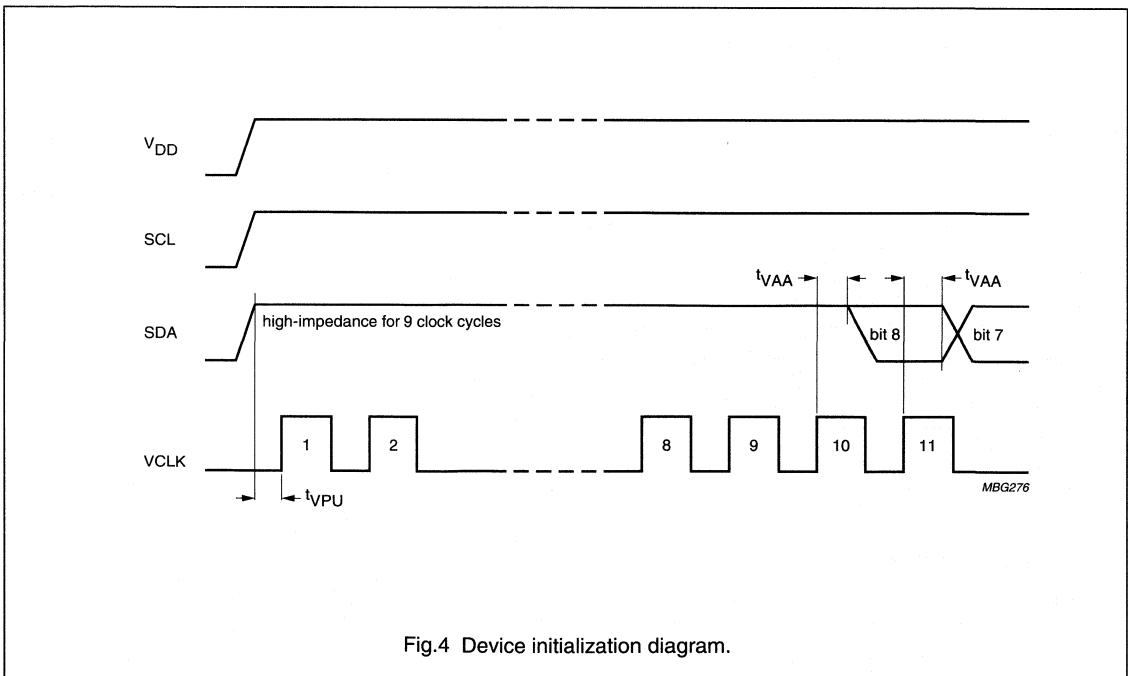 VDD
SCL
tVAA
tVAA
SDA
high-impedance for 9 clock cycles
bit 8
bit 7
VCLK
1
2
8
9
10
11
tVPU
MBG276
Fig.4 Device initialization diagram.